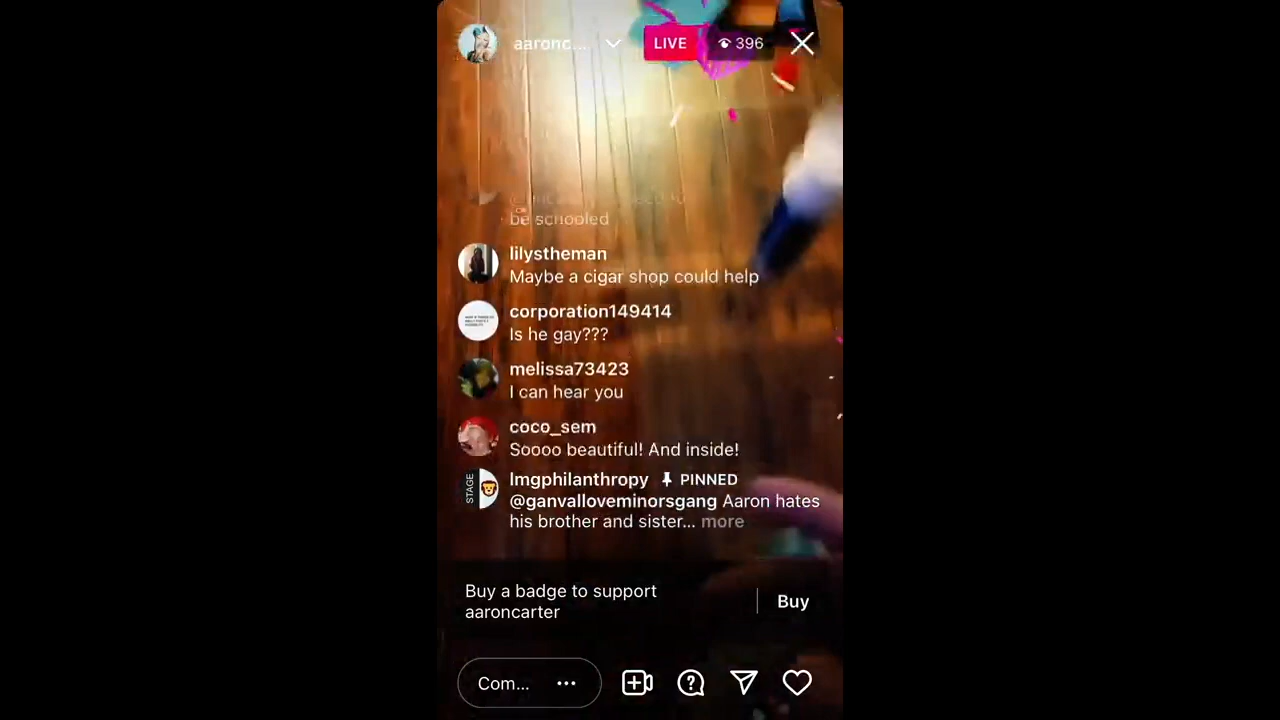 aaronc...
LIVE
396
be schooled
lilystheman
Maybe a cigar shop could help
corporation149414
Is he gay???
melissa73423
I can hear you
coco_sem
Soooo beautiful! And inside!
STAGE
lmgphilanthropy PINNED
@ganvalloveminorsgang Aaron hates
his brother and sister... more
Buy a badge to support
aaroncarter
Buy
Com...